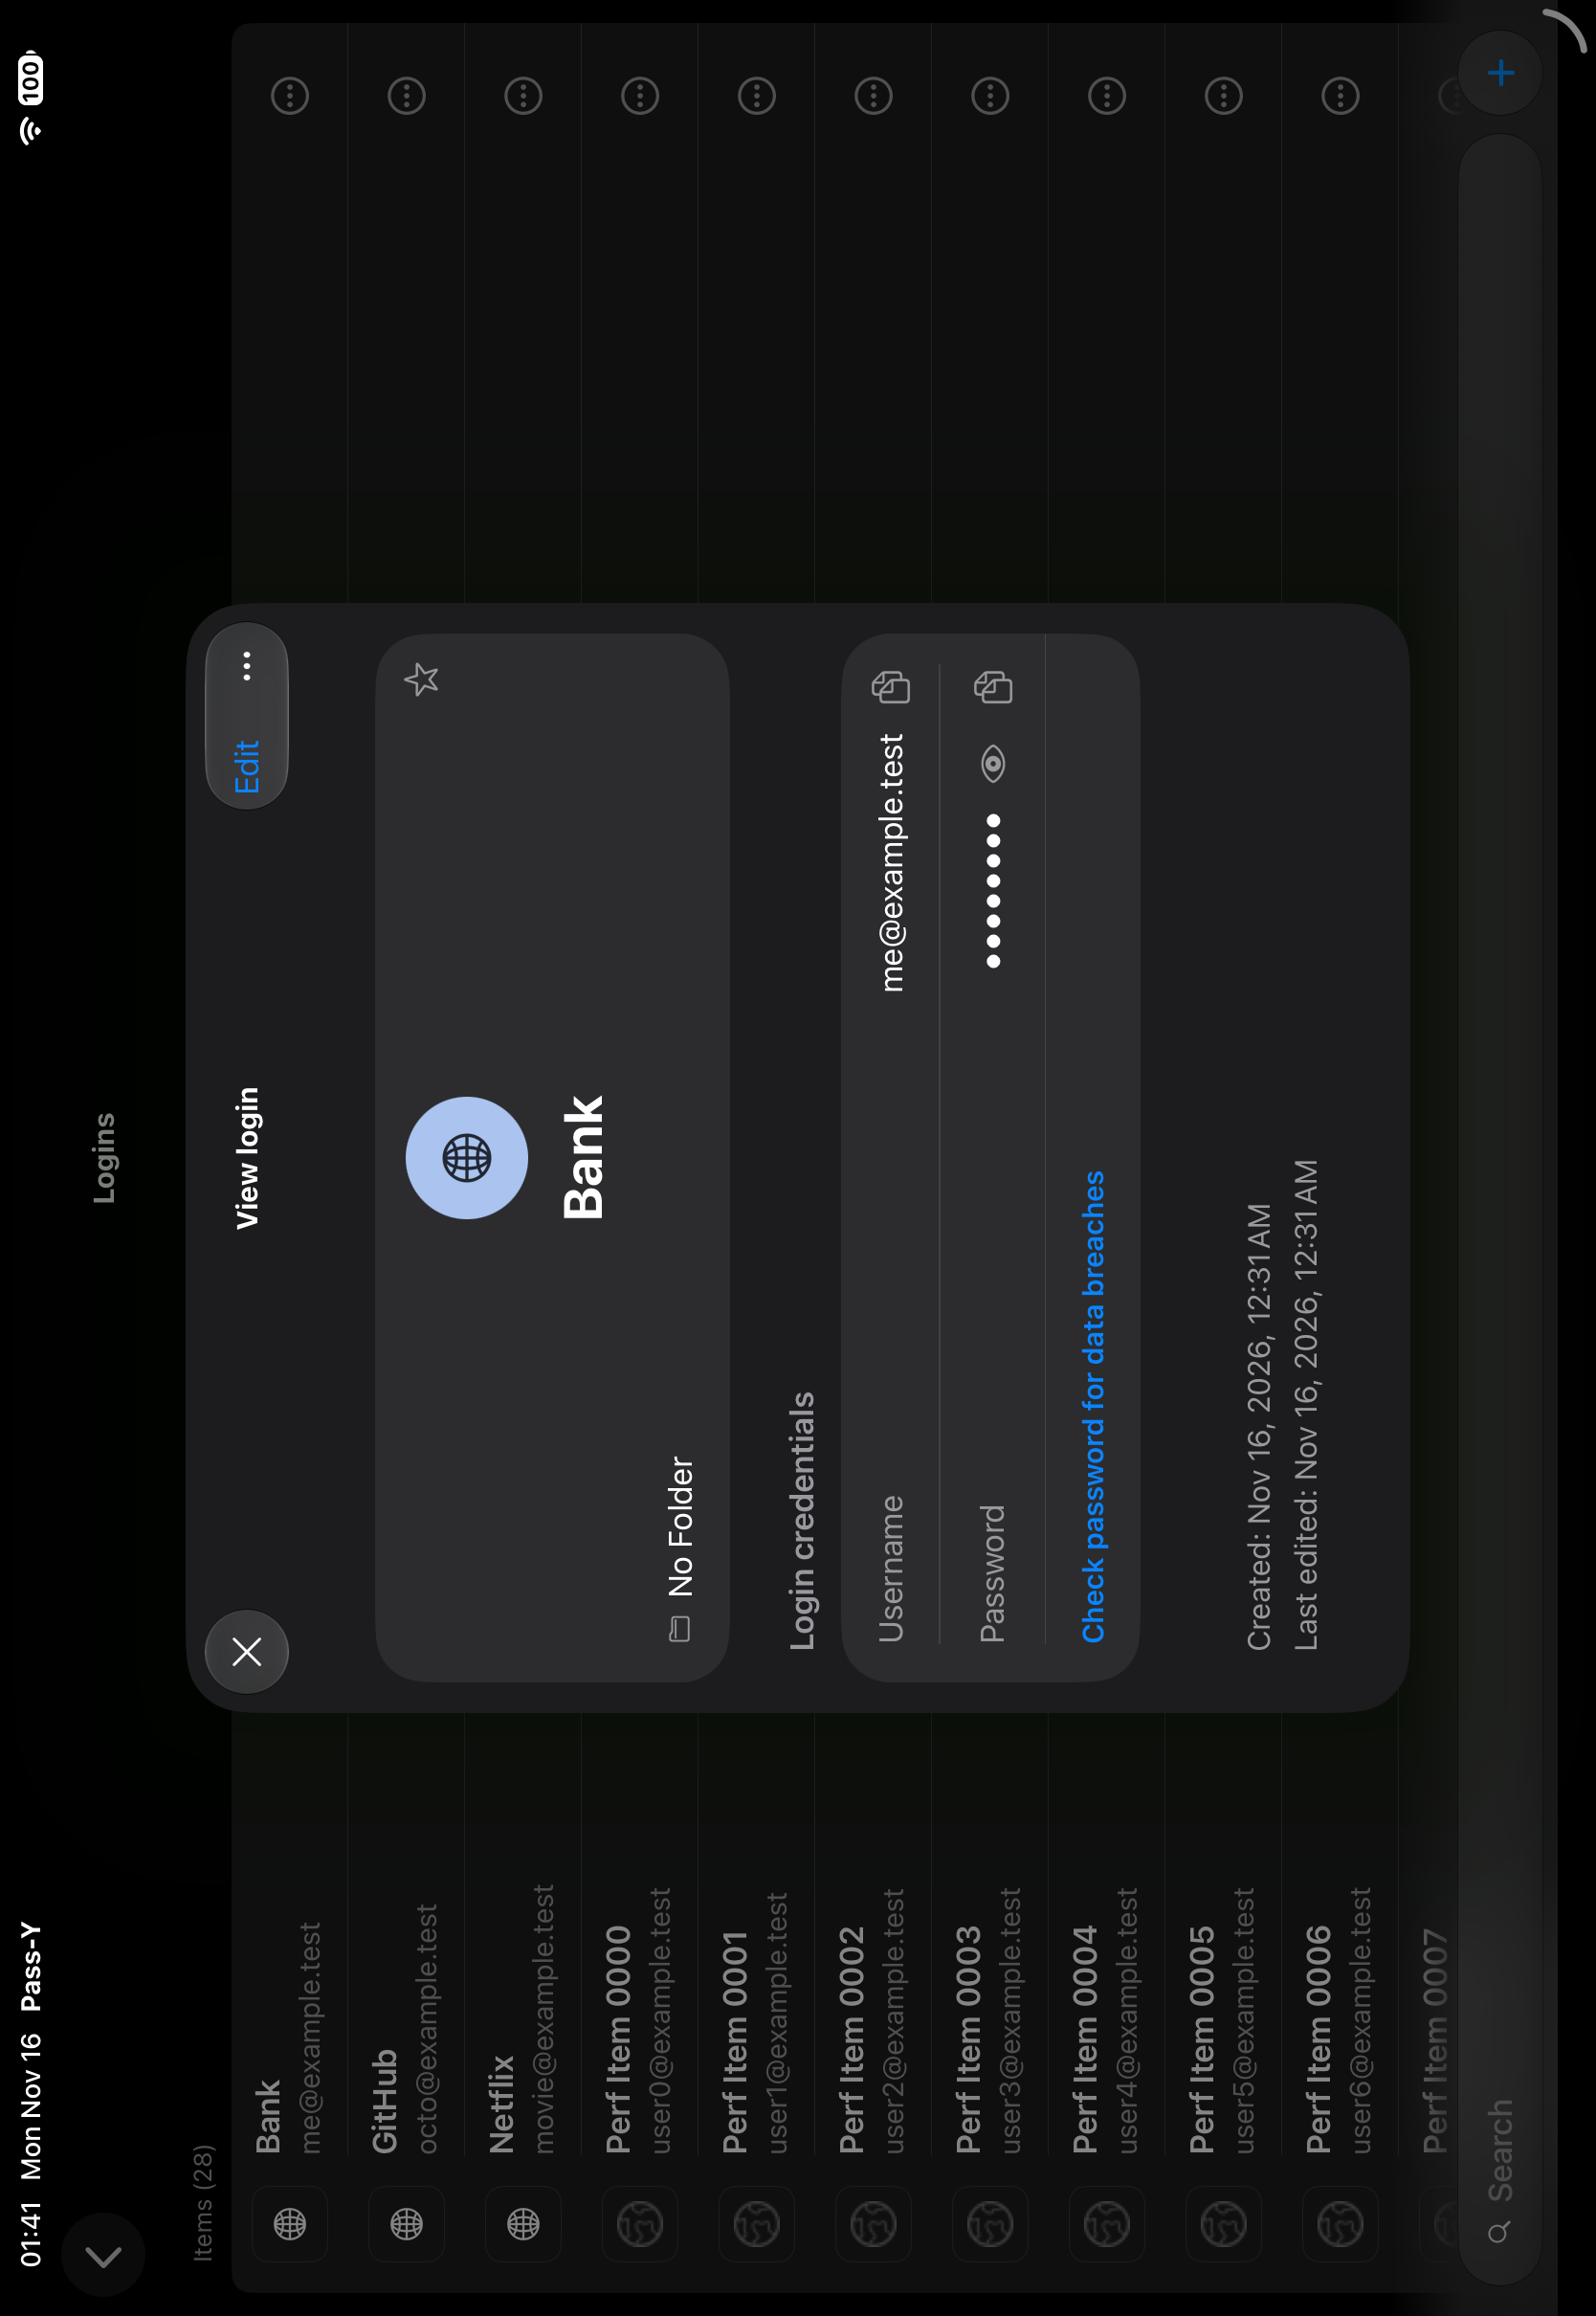 01:41 Mon Nov 16 Pass-Y
100
Logins
Items (28)
Bank
me@example.test
GitHub
octo@example.test
Netflix
movie@example.test
Perf Item 0000
user0@example.test
Perf Item 0001
user1@example.test
Perf Item 0002
user2@example.test
Perf Item 0003
user3@example.test
Perf Item 0004
user4@example.test
Perf Item 0005
user5@example.test
Perf Item 0006
user6@example.test
Perf Item 0007
Search
View login
Edit
Bank
No Folder
Login credentials
Username me@example.test
Password ••••••••
Check password for data breaches
Created: Nov 16, 2026, 12:31 AM
Last edited: Nov 16, 2026, 12:31 AM